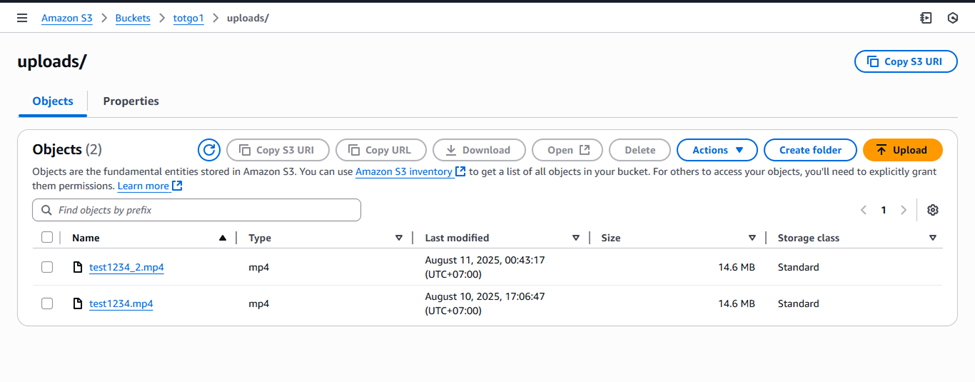 Amazon S3 > Buckets > totgo1 > uploads/
uploads/
Copy S3 URI
Objects Properties
Objects (2)
Copy S3 URI Copy URL Download Open Delete Actions Create folder Upload
Objects are the fundamental entities stored in Amazon S3. You can use Amazon S3 inventory to get a list of all objects in your bucket. For others to access your objects, you'll need to explicitly grant
them permissions. Learn more
Find objects by prefix
1
Name Type Last modified Size Storage class
test1234_2.mp4 mp4 August 11, 2025, 00:43:17 (UTC+07:00) 14.6 MB Standard
test1234.mp4 mp4 August 10, 2025, 17:06:47 (UTC+07:00) 14.6 MB Standard